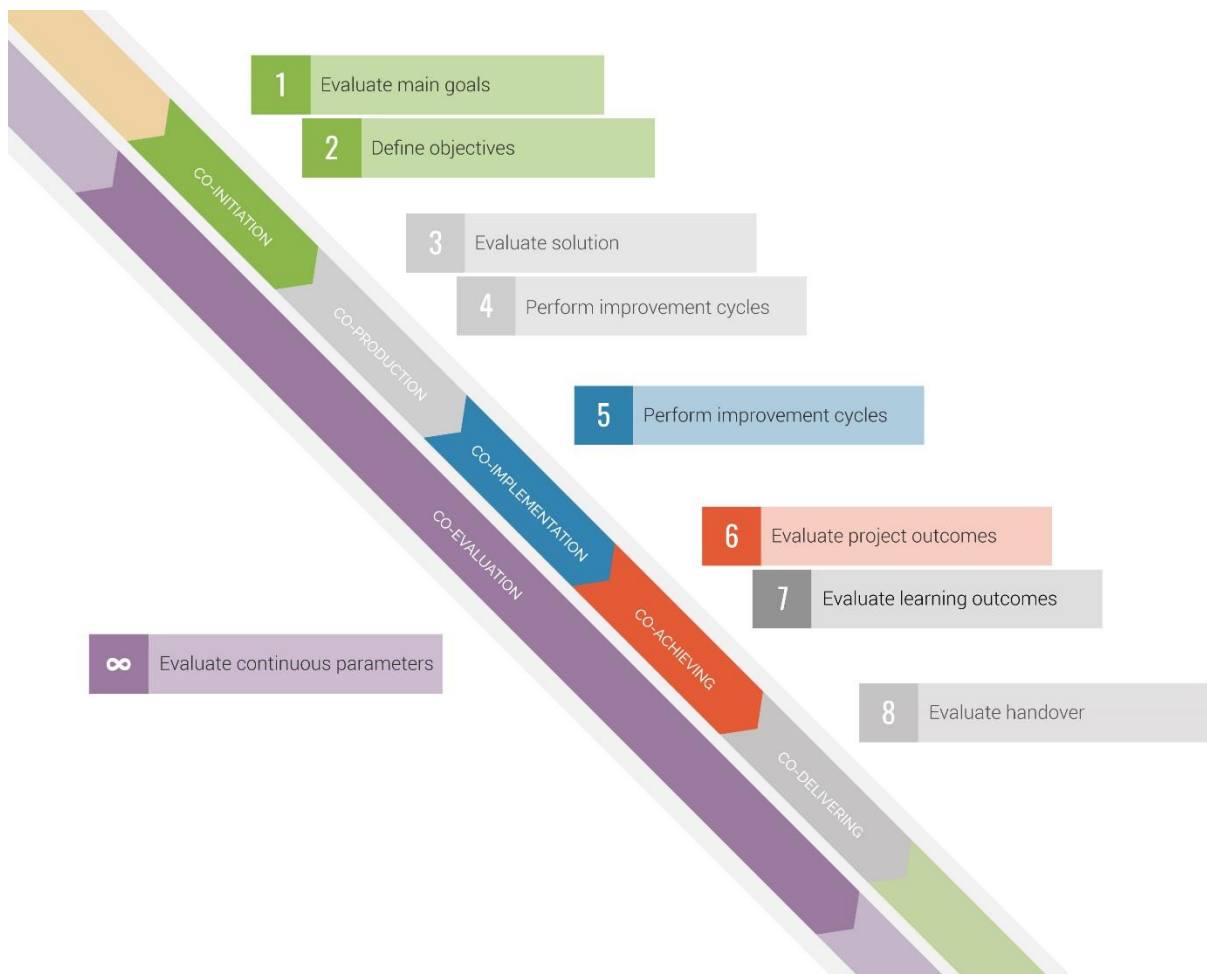 1 Evaluate main goals
2 Define objectives
CO-INITIATION
3 Evaluate solution
4 Perform improvement cycles
CO-PRODUCTION
5 Perform improvement cycles
CO-IMPLEMENTATION
CO-EVALUATION
6 Evaluate project outcomes
7 Evaluate learning outcomes
CO-ACHIEVING
∞ Evaluate continuous parameters
8 Evaluate handover
CO-DELIVERING